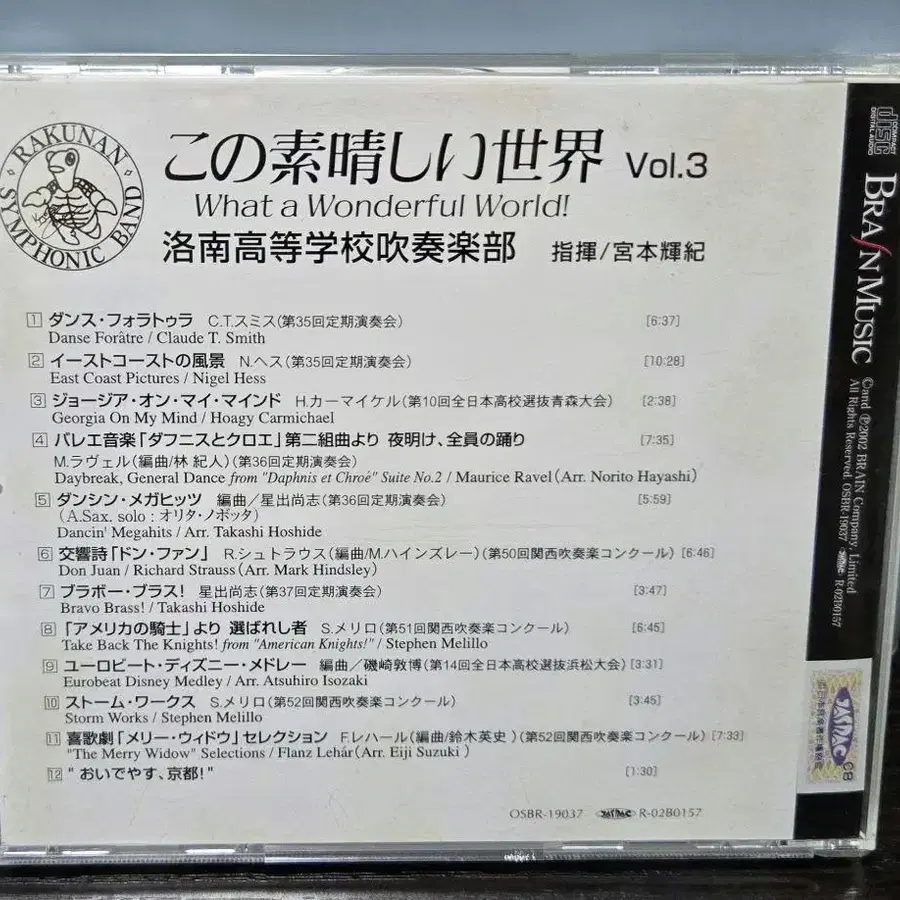 RAKUNAN SYMPHONIC BAND
この素晴しい世界 Vol.3
What a Wonderful World!
洛南高等学校吹奏楽部 指揮/宮本輝紀
1 ダンス・フォラトゥラ C.T.スミス(第35回定期演奏会) [6:37]
Danse Forâtre / Claude T. Smith
2 イーストコーストの風景 N.ヘス(第35回定期演奏会) [10:28]
East Coast Pictures / Nigel Hess
3 ジョージア・オン・マイ・マインド H.カーマイケル(第10回全日本高校選抜青森大会) [2:38]
Georgia On My Mind / Hoagy Carmichael
4 バレエ音楽「ダフニスとクロエ」第二組曲より 夜明け、全員の踊り [7:35]
M.ラヴェル(編曲/林 紀人)(第36回定期演奏会)
Daybreak, General Dance from "Daphnis et Chroé" Suite No.2 / Maurice Ravel(Arr. Norito Hayashi)
5 ダンシン・メガヒッツ 編曲/星出尚志(第36回定期演奏会) [5:59]
(A.Sax. solo : オリタ・ノボッタ)
Dancin' Megahits / Arr. Takashi Hoshide
6 交響詩「ドン・ファン」 R.シュトラウス(編曲/M.ハインズレー)(第50回関西吹奏楽コンクール) [6:46]
Don Juan / Richard Strauss(Arr. Mark Hindsley)
7 ブラボー・ブラス! 星出尚志(第37回定期演奏会) [3:47]
Bravo Brass! / Takashi Hoshide
8 「アメリカの騎士」より 選ばれし者 S.メリロ(第51回関西吹奏楽コンクール) [6:45]
Take Back The Knights! from "American Knights!" / Stephen Melillo
9 ユーロビート・ディズニー・メドレー 編曲/磯崎敦博(第14回全日本高校選抜浜松大会) [3:31]
Eurobeat Disney Medley / Arr. Atsuhiro Isozaki
10 ストーム・ワークス S.メリロ(第52回関西吹奏楽コンクール) [3:45]
Storm Works / Stephen Melillo
11 喜歌劇「メリー・ウィドウ」セレクション F.レハール(編曲/鈴木英史)(第52回関西吹奏楽コンクール) [7:33]
"The Merry Widow" Selections / Flanz Lehár(Arr. Eiji Suzuki)
12 "おいでやす、京都!" [1:30]
OSBR-19037 JASRAC R-02B0157
COMPACT disc DIGITAL AUDIO
BRAIN MUSIC
©and ℗2002 BRAIN Company, Limited
All Rights Reserved. OSBR-19037 JASRAC R-02B0157
JASRAC
CB